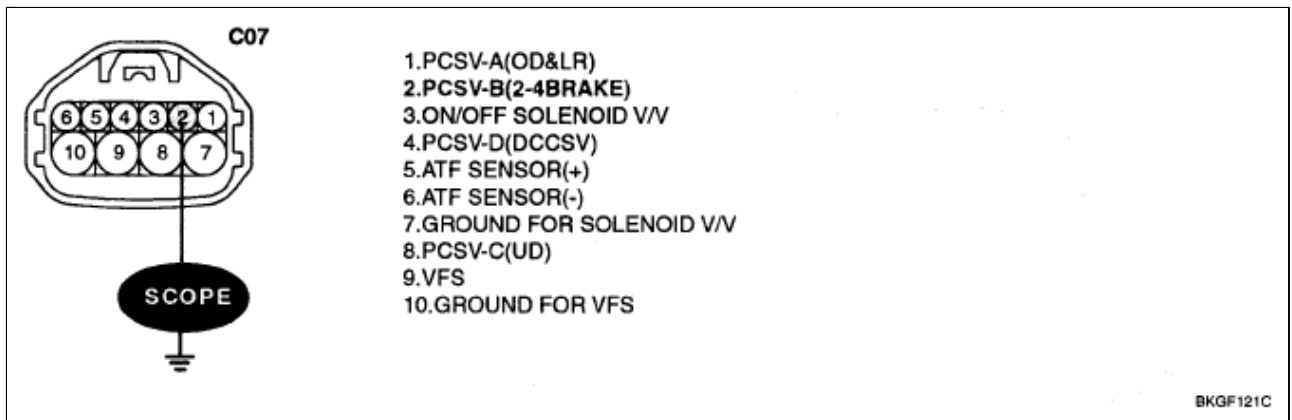 C07
6 5 4 3 2 1
10 9 8 7
SCOPE
1.PCSV-A(OD&LR)
2.PCSV-B(2-4BRAKE)
3.ON/OFF SOLENOID V/V
4.PCSV-D(DCCSV)
5.ATF SENSOR(+)
6.ATF SENSOR(-)
7.GROUND FOR SOLENOID V/V
8.PCSV-C(UD)
9.VFS
10.GROUND FOR VFS
BKGF121C